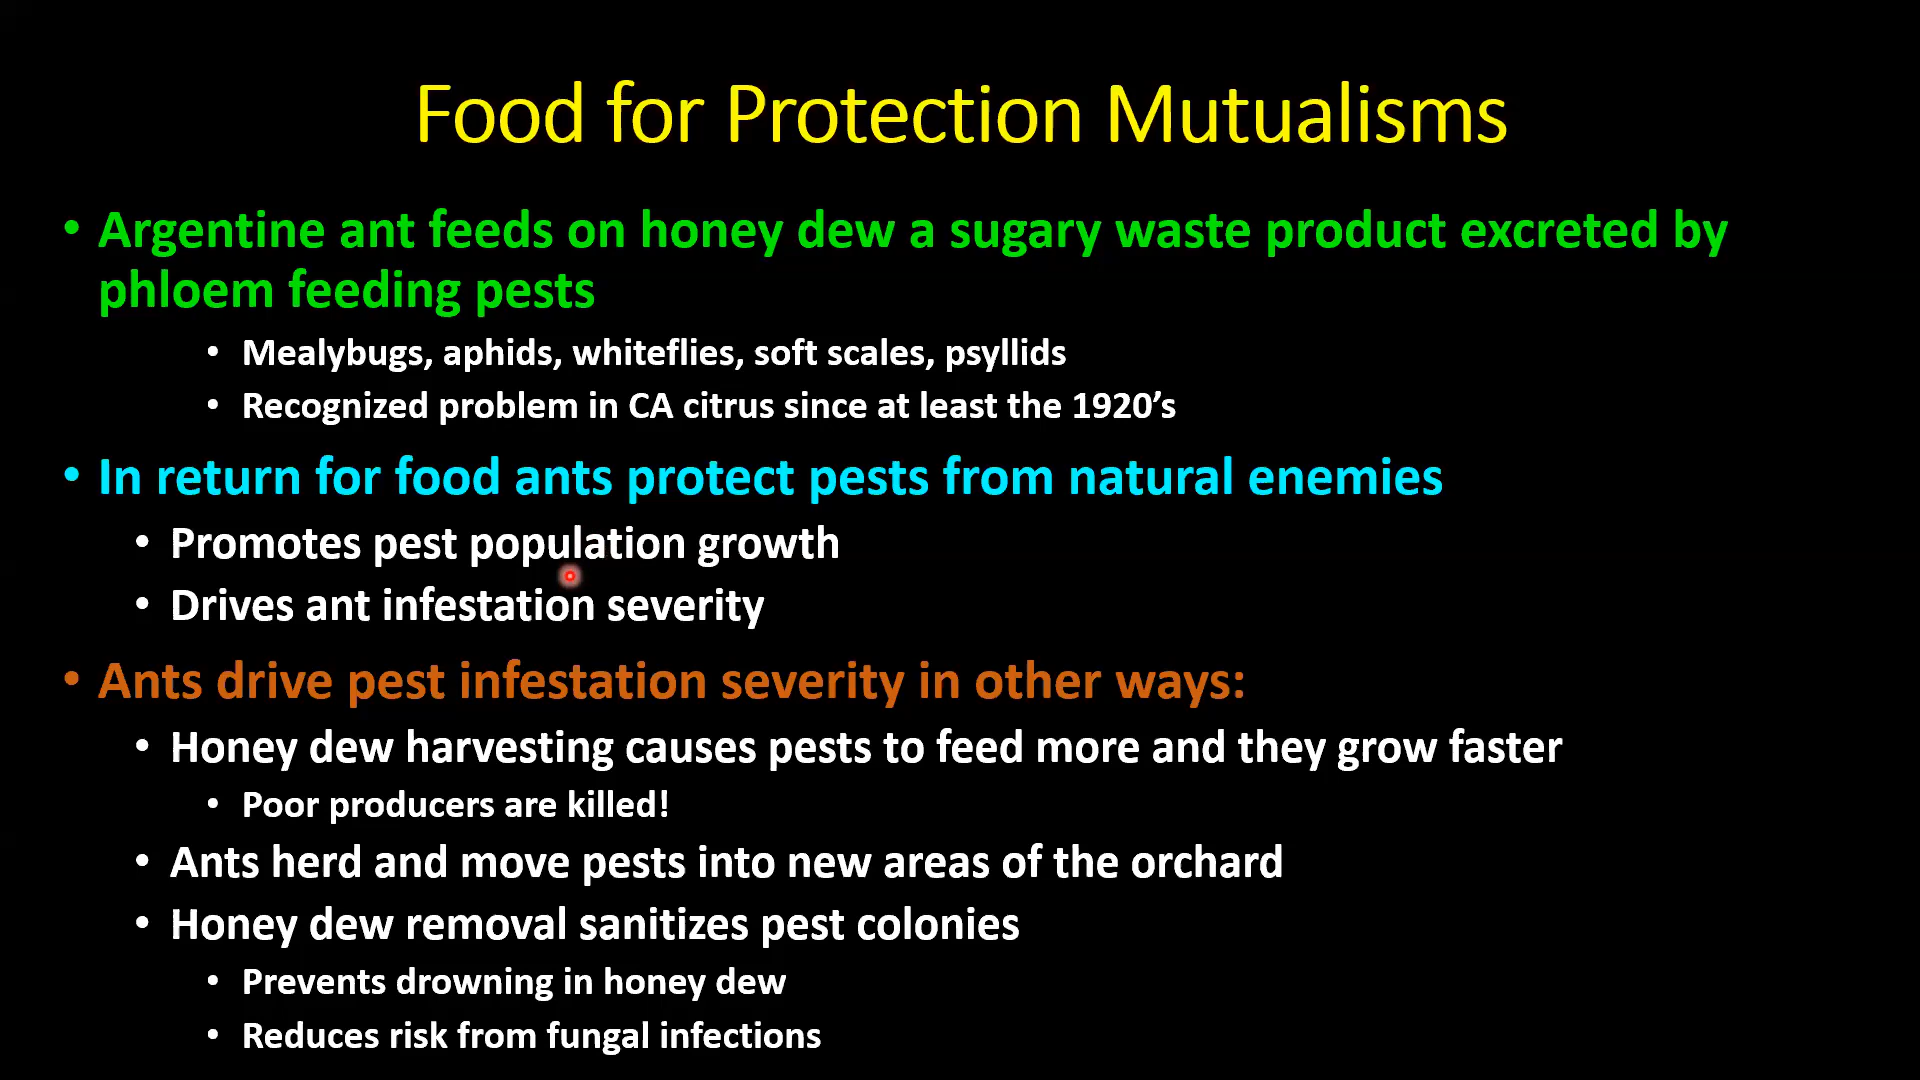 Food for Protection Mutualisms
• Argentine ant feeds on honey dew a sugary waste product excreted by
phloem feeding pests
• Mealybugs, aphids, whiteflies, soft scales, psyllids
• Recognized problem in CA citrus since at least the 1920’s
• In return for food ants protect pests from natural enemies
• Promotes pest population growth
• Drives ant infestation severity
• Ants drive pest infestation severity in other ways:
• Honey dew harvesting causes pests to feed more and they grow faster
• Poor producers are killed!
• Ants herd and move pests into new areas of the orchard
• Honey dew removal sanitizes pest colonies
• Prevents drowning in honey dew
• Reduces risk from fungal infections